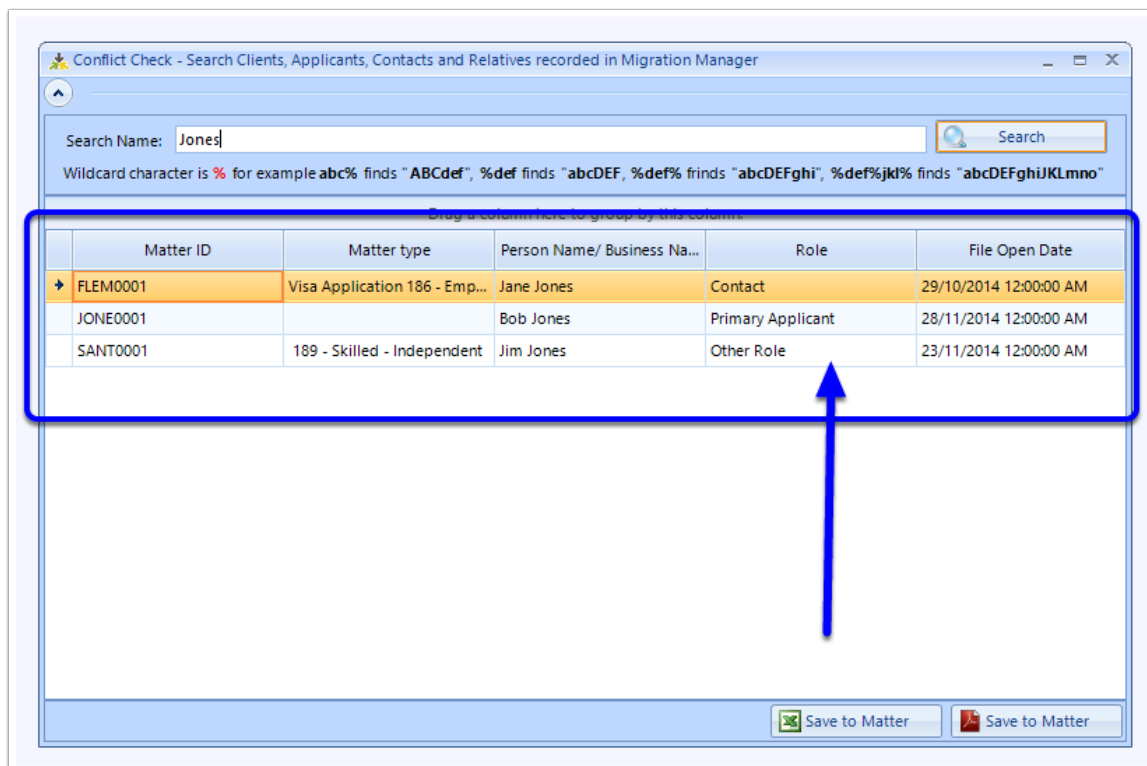 Conflict Check - Search Clients, Applicants, Contacts and Relatives recorded in Migration Manager
Search Name: Jones Search
Wildcard character is % for example abc% finds "ABCdef", %def finds "abcDEF, %def% frinds "abcDEFghi", %def%jkl% finds "abcDEFghiJKLmno"
Drag a column here to group by this column.
Matter ID Matter type Person Name/ Business Na... Role File Open Date
FLEM0001 Visa Application 186 - Emp... Jane Jones Contact 29/10/2014 12:00:00 AM
JONE0001 Bob Jones Primary Applicant 28/11/2014 12:00:00 AM
SANT0001 189 - Skilled - Independent Jim Jones Other Role 23/11/2014 12:00:00 AM
Save to Matter Save to Matter